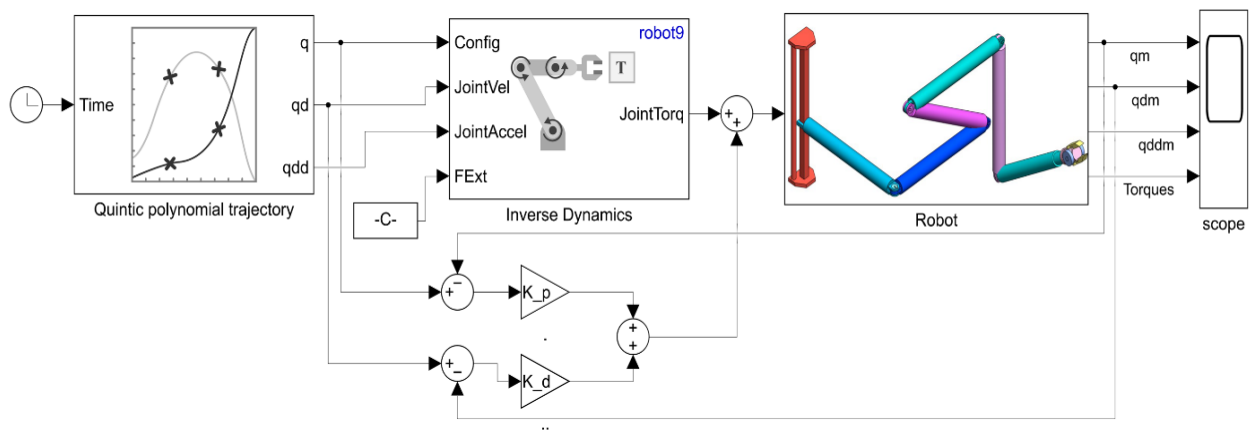 Time
q
qd
qdd
Quintic polynomial trajectory
robot9
Config
JointVel
JointAccel
FExt
T
JointTorq
Inverse Dynamics
-C-
+
+
Robot
qm
qdm
qddm
Torques
scope
+
−
K_p
+
+
+
−
K_d